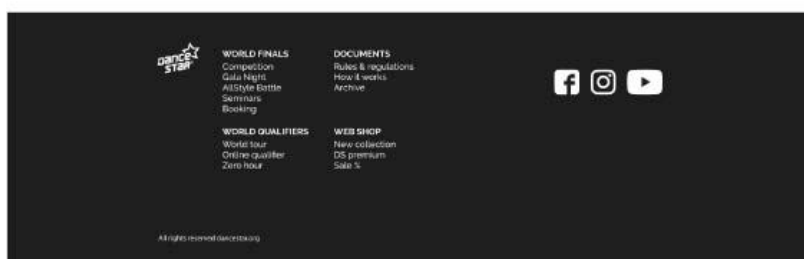 DANCE STAR
WORLD FINALS
Competition
Gala Night
AllStyle Battle
Seminars
Booking
DOCUMENTS
Rules & regulations
How it works
Archive
WORLD QUALIFIERS
World tour
Online qualifier
Zero hour
WEB SHOP
New collection
DS premium
Sale %
All rights reserved dancestar.org